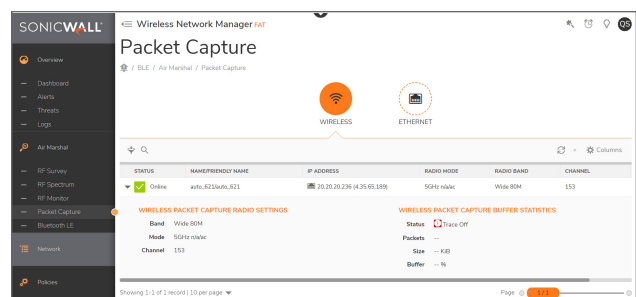 SONICWALL
Wireless Network Manager FAT
QS
Packet Capture
/ BLE / Air Marshal / Packet Capture
Overview
Dashboard
Alerts
Threats
Logs
Air Marshal
RF Survey
RF Spectrum
RF Monitor
Packet Capture
Bluetooth LE
Network
Policies
WIRELESS ETHERNET
Columns
STATUS NAME/FRIENDLY NAME IP ADDRESS RADIO MODE RADIO BAND CHANNEL
Online auto_621/auto_621 20.20.20.236 (4.35.65.189) 5GHz n/a/ac Wide 80M 153
WIRELESS PACKET CAPTURE RADIO SETTINGS
Band Wide 80M
Mode 5GHz n/a/ac
Channel 153
WIRELESS PACKET CAPTURE BUFFER STATISTICS
Status Trace Off
Packets --
Size -- KiB
Buffer -- %
Showing 1-1 of 1 record | 10 per page
Page 1/1